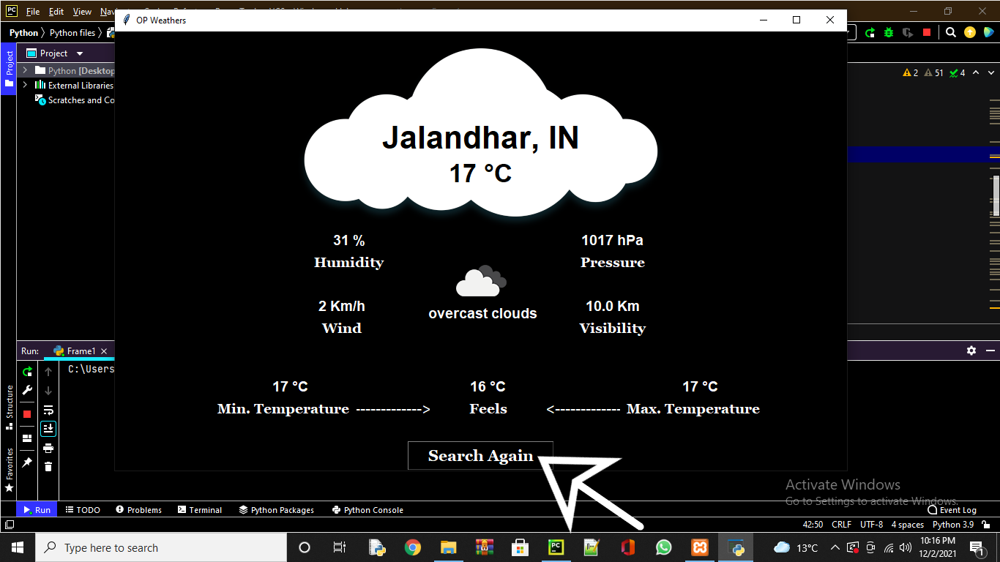 PC File Edit View
OP Weathers
Python Python files
Project
Project
Python [Desktop
External Libraries
Scratches and Co
2 51 4
Jalandhar, IN
17 °C
31 %
Humidity
1017 hPa
Pressure
2 Km/h
Wind
overcast clouds
10.0 Km
Visibility
17 °C
Min. Temperature ------------->
16 °C
Feels
17 °C
<------------- Max. Temperature
Search Again
Run: Frame1
C:\Users
Structure
Favorites
Activate Windows
Go to Settings to activate Windows.
Run TODO Problems Terminal Python Packages Python Console Event Log
42:50 CRLF UTF-8 4 spaces Python 3.9
Type here to search
PC
13°C
10:16 PM
12/2/2021
1